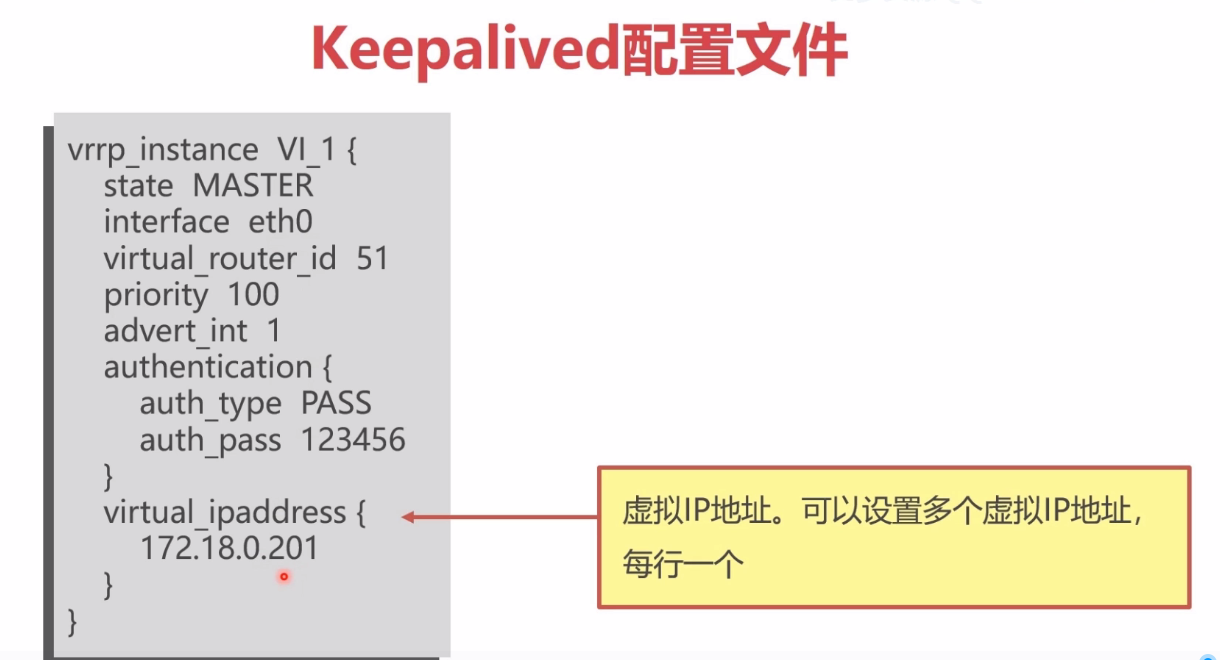 Keepalived配置文件
vrrp_instance VI_1 {
state MASTER
interface eth0
virtual_router_id 51
priority 100
advert_int 1
authentication {
auth_type PASS
auth_pass 123456
}
virtual_ipaddress {
172.18.0.201
}
}
虚拟IP地址。可以设置多个虚拟IP地址，
每行一个